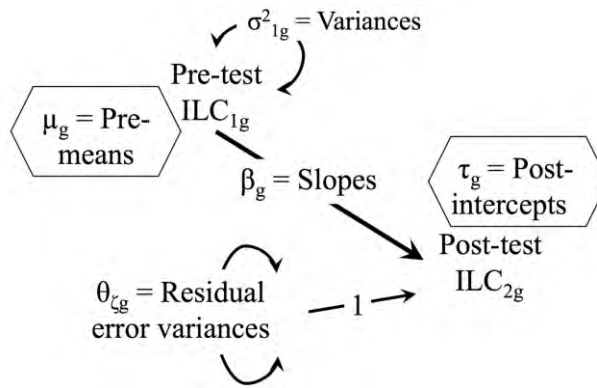 σ²₁g = Variances
Pre-test
ILC₁g
μg = Pre-
means
βg = Slopes
τg = Post-
intercepts
Post-test
ILC₂g
θζg = Residual
error variances
1